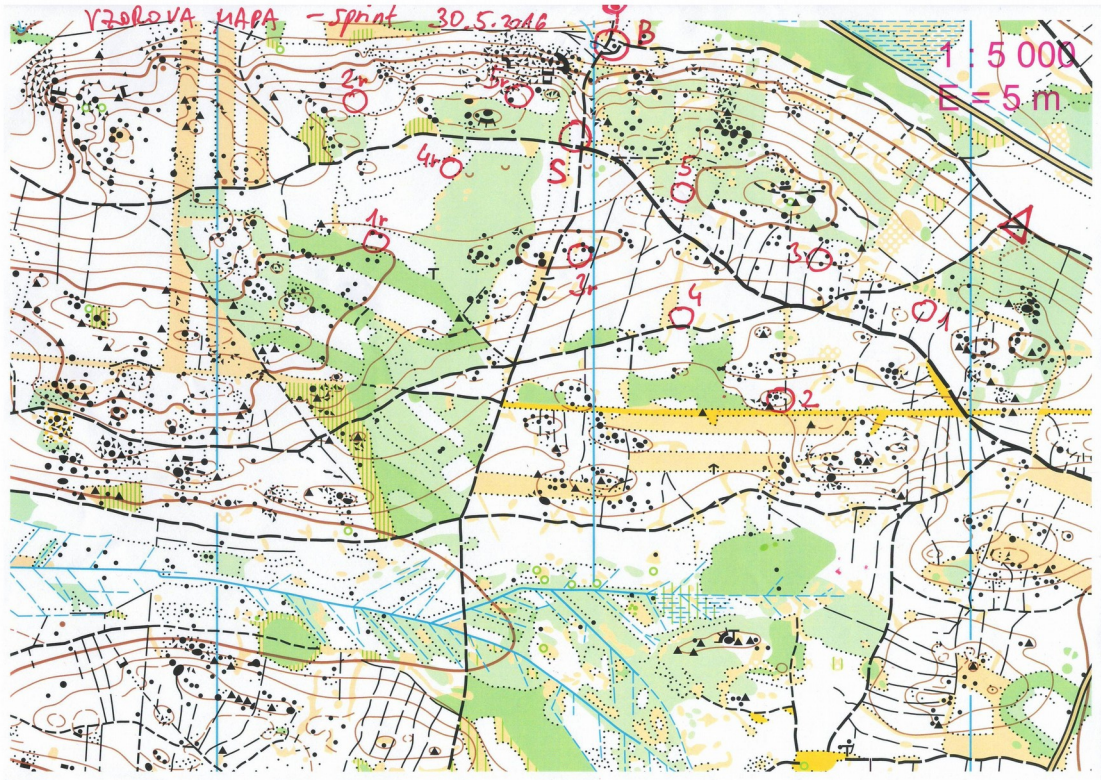 VZOROVA MAPA - sprint 30.5.2016
B
1 : 5 000
E = 5 m
2r
5r
4r
S
5
1r
3
3r
4
1
2